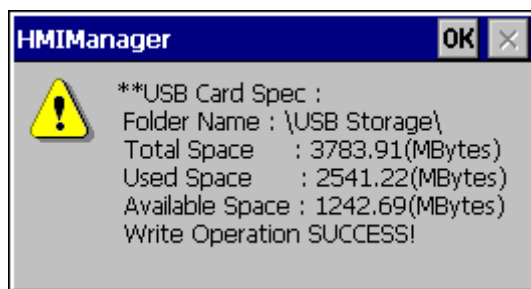 HMIManager OK
**USB Card Spec :
Folder Name : \USB Storage\
Total Space : 3783.91(MBytes)
Used Space : 2541.22(MBytes)
Available Space : 1242.69(MBytes)
Write Operation SUCCESS!